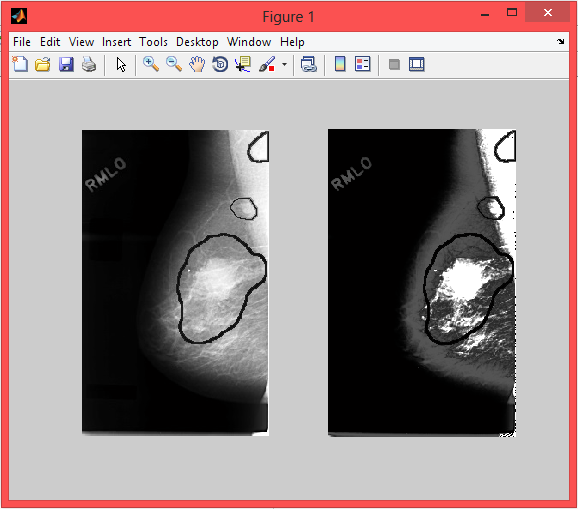 Figure 1
File Edit View Insert Tools Desktop Window Help
RMLO
RMLO